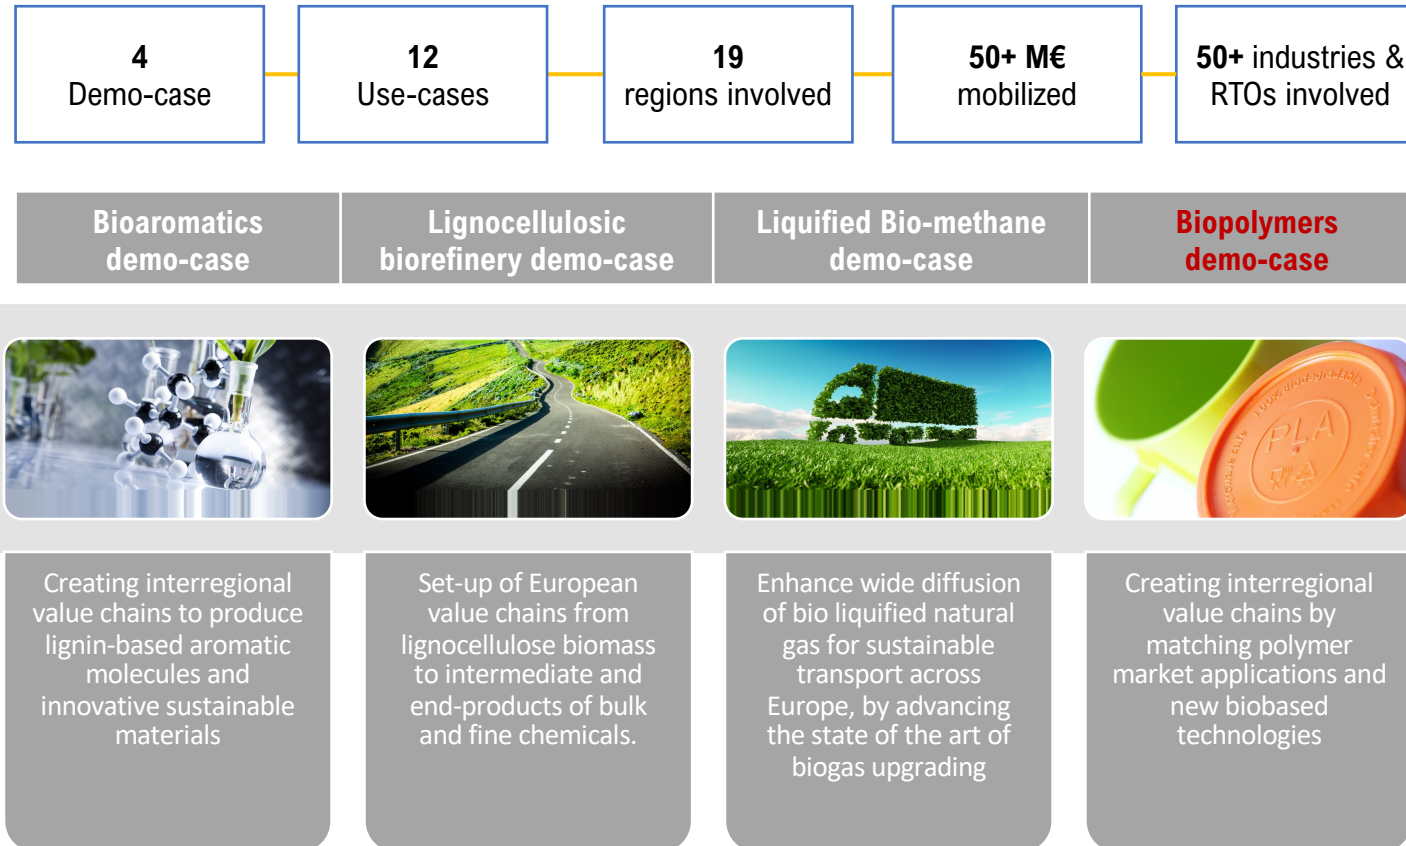 4
Demo-case
12
Use-cases
19
regions involved
50+ M€
mobilized
50+ industries &
RTOs involved
Bioaromatics
demo-case
Lignocellulosic
biorefinery demo-case
Liquified Bio-methane
demo-case
Biopolymers
demo-case
100% Biodegradable
PLA
Creating interregional
value chains to produce
lignin-based aromatic
molecules and
innovative sustainable
materials
Set-up of European
value chains from
lignocellulose biomass
to intermediate and
end-products of bulk
and fine chemicals.
Enhance wide diffusion
of bio liquified natural
gas for sustainable
transport across
Europe, by advancing
the state of the art of
biogas upgrading
Creating interregional
value chains by
matching polymer
market applications and
new biobased
technologies